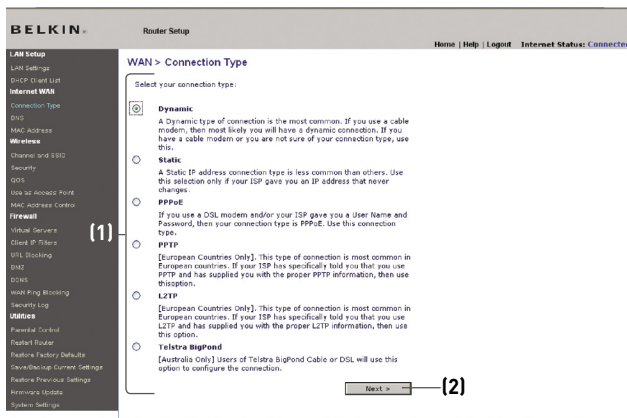 BELKIN®
Router Setup
Home | Help | Logout Internet Status: Connected
LAN Setup
LAN Settings
DHCP Client List
Internet WAN
Connection Type
DNS
MAC Address
Wireless
Channel and SSID
Security
QOS
Use as Access Point
MAC Address Control
Firewall
Virtual Servers
Client IP Filters
URL Blocking
DMZ
DDNS
WAN Ping Blocking
Security Log
Utilities
Parental Control
Restart Router
Restore Factory Defaults
Save/Backup Current Settings
Restore Previous Settings
Firmware Update
System Settings
WAN > Connection Type
Select your connection type:
(1)
Dynamic
A Dynamic type of connection is the most common. If you use a cable
modem, then most likely you will have a dynamic connection. If you
have a cable modem or you are not sure of your connection type, use
this.
Static
A Static IP address connection type is less common than others. Use
this selection only if your ISP gave you an IP address that never
changes.
PPPoE
If you use a DSL modem and/or your ISP gave you a User Name and
Password, then your connection type is PPPoE. Use this connection
type.
PPTP
[European Countries Only]. This type of connection is most common in
European countries. If your ISP has specifically told you that you use
PPTP and has supplied you with the proper PPTP information, then use
thisoption.
L2TP
[European Countries Only]. This type of connection is most common in
European countries. If your ISP has specifically told you that you use
L2TP and has supplied you with the proper L2TP information, then use
this option.
Telstra BigPond
[Australia Only] Users of Telstra BigPond Cable or DSL will use this
option to configure the connection.
Next >
(2)